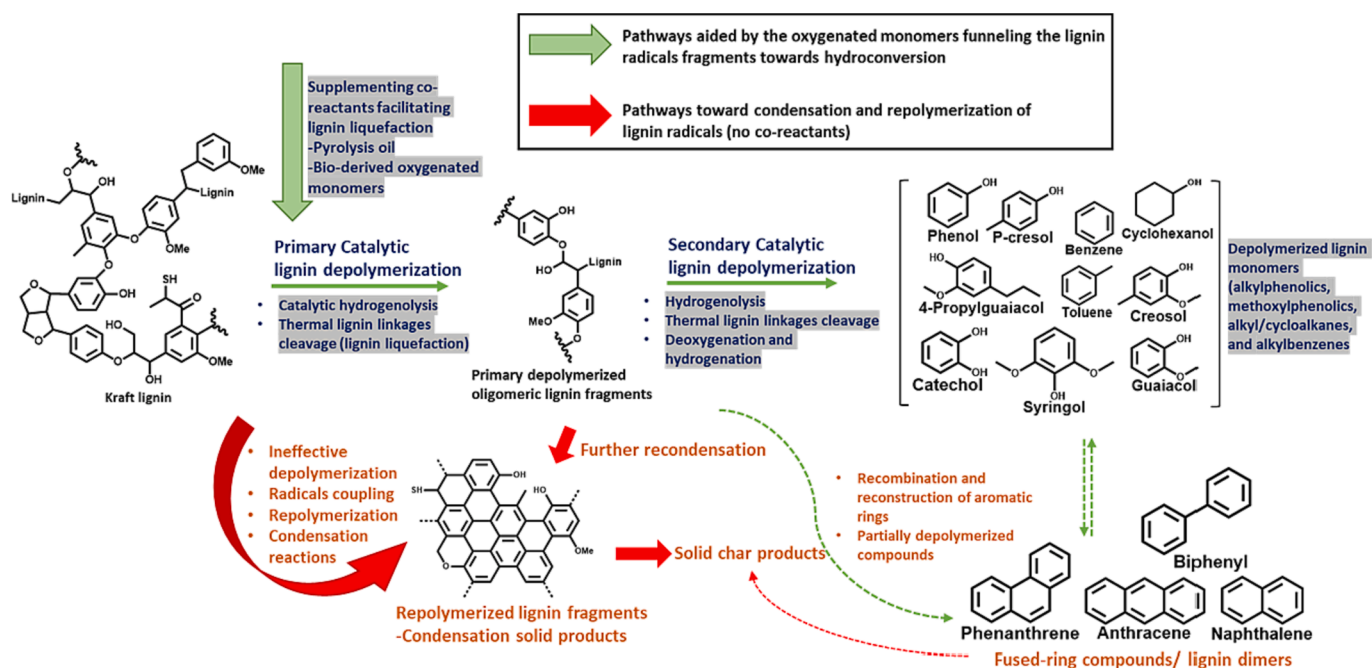 Pathways aided by the oxygenated monomers funneling the lignin
radicals fragments towards hydroconversion
Pathways toward condensation and repolymerization of
lignin radicals (no co-reactants)
Supplementing co-
reactants facilitating
lignin liquefaction
-Pyrolysis oil
-Bio-derived oxygenated
monomers
OMe
OH
Lignin
Lignin
OMe
O
O
O
SH
OH
O
O
HO
O
OMe
OH
Kraft lignin
Primary Catalytic
lignin depolymerization
• Catalytic hydrogenolysis
• Thermal lignin linkages
cleavage (lignin liquefaction)
OH
O
Lignin
HO
MeO
O
Primary depolymerized
oligomeric lignin fragments
Secondary Catalytic
lignin depolymerization
• Hydrogenolysis
• Thermal lignin linkages cleavage
• Deoxygenation and
hydrogenation
OH
Phenol
OH
P-cresol
Benzene
OH
Cyclohexanol
HO
O
4-Propylguaiacol
Toluene
OH
O
Creosol
OH
OH
Catechol
O
O
OH
Syringol
OH
O
Guaiacol
Depolymerized lignin
monomers
(alkylphenolics,
methoxylphenolics,
alkyl/cycloalkanes,
and alkylbenzenes
• Ineffective
depolymerization
• Radicals coupling
• Repolymerization
• Condensation
reactions
Further recondensation
OH
SH
HO
OMe
O
Repolymerized lignin fragments
-Condensation solid products
Solid char products
• Recombination and
reconstruction of aromatic
rings
• Partially depolymerized
compounds
Biphenyl
Phenanthrene
Anthracene
Naphthalene
Fused-ring compounds/ lignin dimers